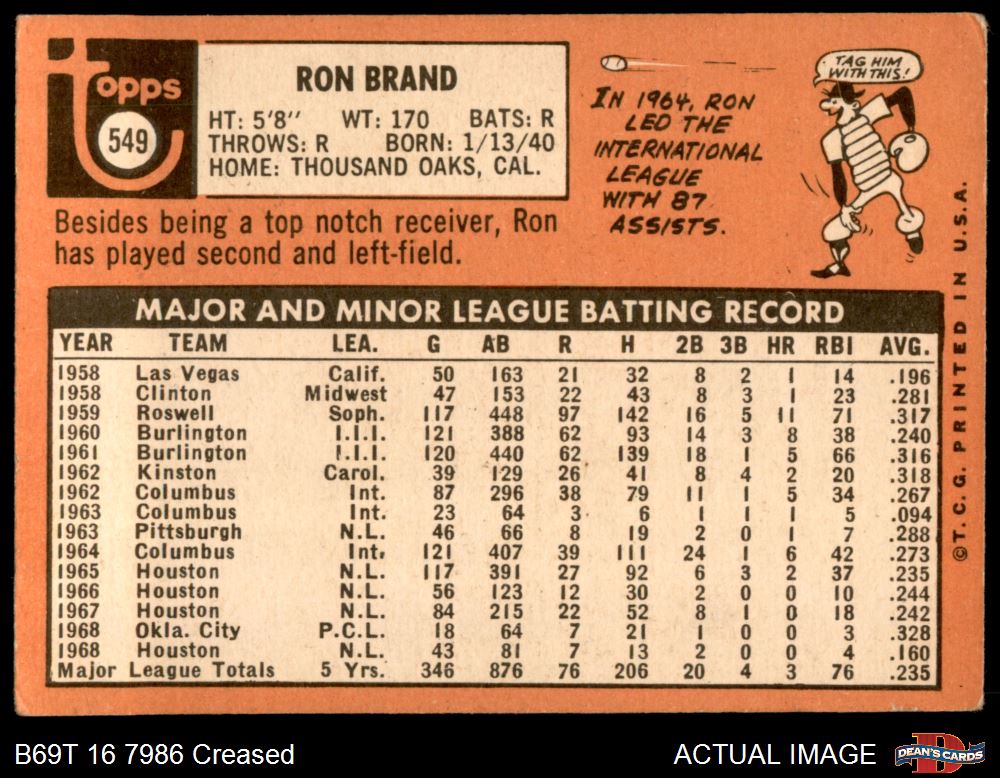 Topps
549
RON BRAND
HT: 5'8" WT: 170 BATS: R
THROWS: R BORN: 1/13/40
HOME: THOUSAND OAKS, CAL.
Besides being a top notch receiver, Ron
has played second and left-field.
IN 1964, RON
LED THE
INTERNATIONAL
LEAGUE
WITH 87
ASSISTS.
TAG HIM
WITH THIS!
MAJOR AND MINOR LEAGUE BATTING RECORD
YEAR TEAM LEA. G AB R H 2B 3B HR RBI AVG.
1958 Las Vegas Calif. 50 163 21 32 8 2 1 14 .196
1958 Clinton Midwest 47 153 22 43 8 3 1 23 .281
1959 Roswell Soph. 117 448 97 142 16 5 11 71 .317
1960 Burlington I.I.I. 121 388 62 93 14 3 8 38 .240
1961 Burlington I.I.I. 120 440 62 139 18 1 5 66 .316
1962 Kinston Carol. 39 129 26 41 8 4 2 20 .318
1962 Columbus Int. 87 296 38 79 11 1 5 34 .267
1963 Columbus Int. 23 64 3 6 1 1 1 5 .094
1963 Pittsburgh N.L. 46 66 8 19 2 0 1 7 .288
1964 Columbus Int. 121 407 39 111 24 1 6 42 .273
1965 Houston N.L. 117 391 27 92 6 3 2 37 .235
1966 Houston N.L. 56 123 12 30 2 0 0 10 .244
1967 Houston N.L. 84 215 22 52 8 1 0 18 .242
1968 Okla. City P.C.L. 18 64 7 21 1 0 0 3 .328
1968 Houston N.L. 43 81 7 13 2 0 0 4 .160
Major League Totals 5 Yrs. 346 876 76 206 20 4 3 76 .235
©T.C.G. PRINTED IN U.S.A.
B69T 16 7986 Creased
ACTUAL IMAGE
DEAN'S CARDS